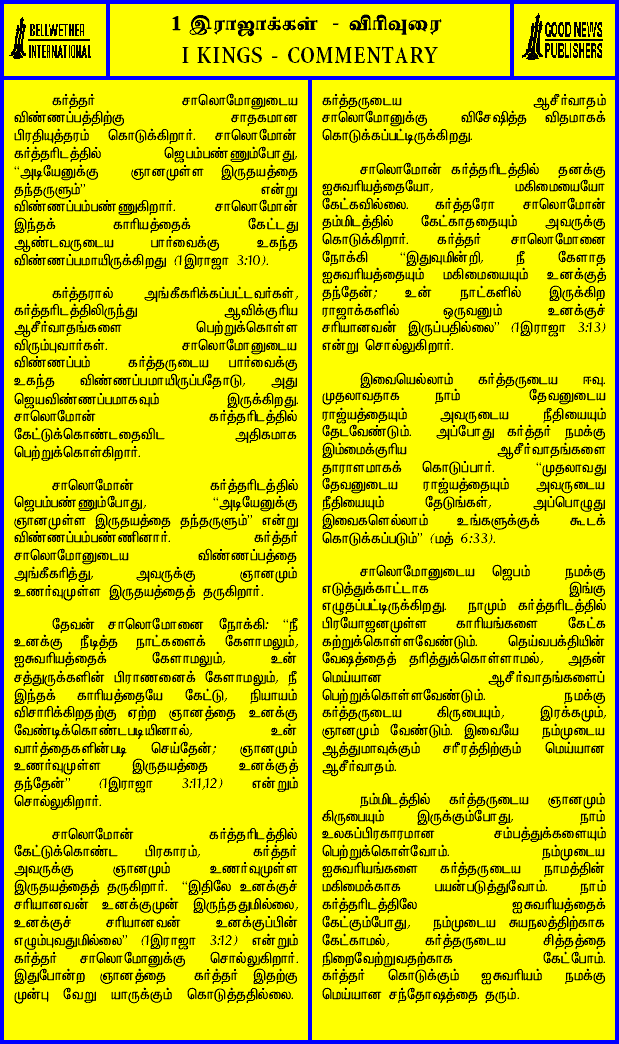 BELLWETHER
INTERNATIONAL
1 இராஜாக்கள் - விரிவுரை
I KINGS - COMMENTARY
GOOD NEWS
PUBLISHERS
கர்த்தர் சாலொமோனுடைய
விண்ணப்பத்திற்கு சாதகமான
பிரதியுத்தரம் கொடுக்கிறார். சாலொமோன்
கர்த்தரிடத்தில் ஜெபம்பண்ணும்போது,
“அடியேனுக்கு ஞானமுள்ள இருதயத்தை
தந்தருளும்” என்று
விண்ணப்பம்பண்ணுகிறார். சாலொமோன்
இந்தக் காரியத்தைக் கேட்டது
ஆண்டவருடைய பார்வைக்கு உகந்த
விண்ணப்பமாயிருக்கிறது (1இராஜா 3:10).
கர்த்தரால் அங்கீகரிக்கப்பட்டவர்கள்,
கர்த்தரிடத்திலிருந்து ஆவிக்குரிய
ஆசீர்வாதங்களை பெற்றுக்கொள்ள
விரும்புவார்கள். சாலொமோனுடைய
விண்ணப்பம் கர்த்தருடைய பார்வைக்கு
உகந்த விண்ணப்பமாயிருப்பதோடு, அது
ஜெயவிண்ணப்பமாகவும் இருக்கிறது.
சாலொமோன் கர்த்தரிடத்தில்
கேட்டுக்கொண்டதைவிட அதிகமாக
பெற்றுக்கொள்கிறார்.
சாலொமோன் கர்த்தரிடத்தில்
ஜெபம்பண்ணும்போது, “அடியேனுக்கு
ஞானமுள்ள இருதயத்தை தந்தருளும்” என்று
விண்ணப்பம்பண்ணினார். கர்த்தர்
சாலொமோனுடைய விண்ணப்பத்தை
அங்கீகரித்து, அவருக்கு ஞானமும்
உணர்வுமுள்ள இருதயத்தைத் தருகிறார்.
தேவன் சாலொமோனை நோக்கி: “நீ
உனக்கு நீடித்த நாட்களைக் கேளாமலும்,
ஐசுவரியத்தைக் கேளாமலும், உன்
சத்துருக்களின் பிராணனைக் கேளாமலும், நீ
இந்தக் காரியத்தையே கேட்டு, நியாயம்
விசாரிக்கிறதற்கு ஏற்ற ஞானத்தை உனக்கு
வேண்டிக்கொண்டபடியினால், உன்
வார்த்தைகளின்படி செய்தேன்; ஞானமும்
உணர்வுமுள்ள இருதயத்தை உனக்குத்
தந்தேன்” (1இராஜா 3:11,12) என்றும்
சொல்லுகிறார்.
சாலொமோன் கர்த்தரிடத்தில்
கேட்டுக்கொண்ட பிரகாரம், கர்த்தர்
அவருக்கு ஞானமும் உணர்வுமுள்ள
இருதயத்தைத் தருகிறார். “இதிலே உனக்குச்
சரியானவன் உனக்குமுன் இருந்ததுமில்லை,
உனக்குச் சரியானவன் உனக்குப்பின்
எழும்புவதுமில்லை” (1இராஜா 3:12) என்றும்
கர்த்தர் சாலொமோனுக்கு சொல்லுகிறார்.
இதுபோன்ற ஞானத்தை கர்த்தர் இதற்கு
முன்பு வேறு யாருக்கும் கொடுத்ததில்லை.
கர்த்தருடைய ஆசீர்வாதம்
சாலொமோனுக்கு விசேஷித்த விதமாகக்
கொடுக்கப்பட்டிருக்கிறது.
சாலொமோன் கர்த்தரிடத்தில் தனக்கு
ஐசுவரியத்தையோ, மகிமையையோ
கேட்கவில்லை. கர்த்தரோ சாலொமோன்
தம்மிடத்தில் கேட்காததையும் அவருக்கு
கொடுக்கிறார். கர்த்தர் சாலொமோனை
நோக்கி “இதுவுமின்றி, நீ கேளாத
ஐசுவரியத்தையும் மகிமையையும் உனக்குத்
தந்தேன்; உன் நாட்களில் இருக்கிற
ராஜாக்களில் ஒருவனும் உனக்குச்
சரியானவன் இருப்பதில்லை” (1இராஜா 3:13)
என்று சொல்லுகிறார்.
இவையெல்லாம் கர்த்தருடைய ஈவு.
முதலாவதாக நாம் தேவனுடைய
ராஜ்யத்தையும் அவருடைய நீதியையும்
தேடவேண்டும். அப்போது கர்த்தர் நமக்கு
இம்மைக்குரிய ஆசீர்வாதங்களை
தாராளமாகக் கொடுப்பார். “முதலாவது
தேவனுடைய ராஜ்யத்தையும் அவருடைய
நீதியையும் தேடுங்கள், அப்பொழுது
இவைகளெல்லாம் உங்களுக்குக் கூடக்
கொடுக்கப்படும்” (மத் 6:33).
சாலொமோனுடைய ஜெபம் நமக்கு
எடுத்துக்காட்டாக இங்கு
எழுதப்பட்டிருக்கிறது. நாமும் கர்த்தரிடத்தில்
பிரயோஜனமுள்ள காரியங்களை கேட்க
கற்றுக்கொள்ளவேண்டும். தெய்வபக்தியின்
வேஷத்தைத் தரித்துக்கொள்ளாமல், அதன்
மெய்யான ஆசீர்வாதங்களைப்
பெற்றுக்கொள்ளவேண்டும். நமக்கு
கர்த்தருடைய கிருபையும், இரக்கமும்,
ஞானமும் வேண்டும். இவையே நம்முடைய
ஆத்துமாவுக்கும் சரீரத்திற்கும் மெய்யான
ஆசீர்வாதம்.
நம்மிடத்தில் கர்த்தருடைய ஞானமும்
கிருபையும் இருக்கும்போது, நாம்
உலகப்பிரகாரமான சம்பத்துக்களையும்
பெற்றுக்கொள்வோம். நம்முடைய
ஐசுவரியங்களை கர்த்தருடைய நாமத்தின்
மகிமைக்காக பயன்படுத்துவோம். நாம்
கர்த்தரிடத்திலே ஐசுவரியத்தைக்
கேட்கும்போது, நம்முடைய சுயநலத்திற்காக
கேட்காமல், கர்த்தருடைய சித்தத்தை
நிறைவேற்றுவதற்காக கேட்போம்.
கர்த்தர் கொடுக்கும் ஐசுவரியம் நமக்கு
மெய்யான சந்தோஷத்தை தரும்.